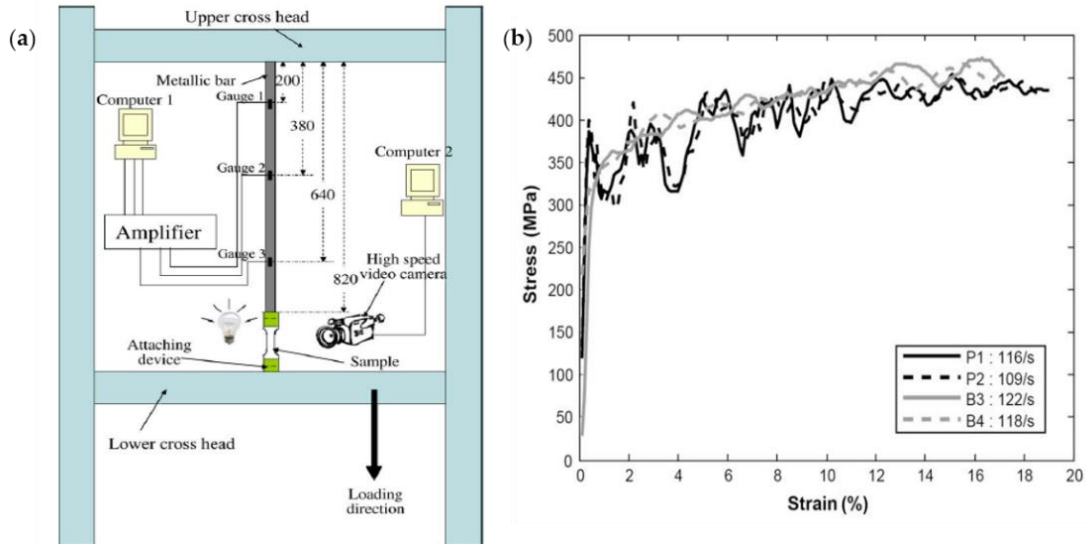 (a)
Upper cross head
Metallic bar
200
Computer 1
Gauge 1
380
Computer 2
Gauge 2
640
Amplifier
Gauge 3
820
High speed
video camera
Attaching
device
Sample
Lower cross head
Loading
direction
(b)
500
450
400
350
300
250
200
150
100
50
0
Stress (MPa)
P1 : 116/s
P2 : 109/s
B3 : 122/s
B4 : 118/s
0 2 4 6 8 10 12 14 16 18 20
Strain (%)